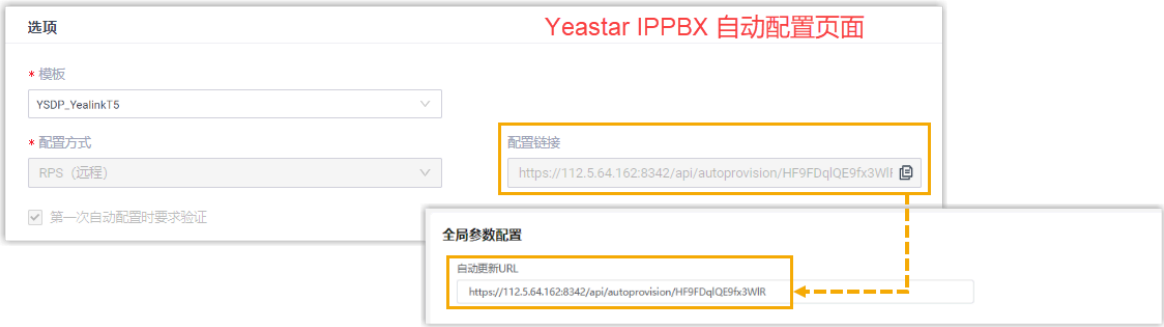 选项
Yeastar IPPBX 自动配置页面
* 模板
YSDP_YealinkT5
* 配置方式
配置链接
RPS（远程）
https://112.5.64.162:8342/api/autoprovision/HF9FDqlQE9fx3WlR
第一次自动配置时要求验证
全局参数配置
自动更新URL
https://112.5.64.162:8342/api/autoprovision/HF9FDqlQE9fx3WlR